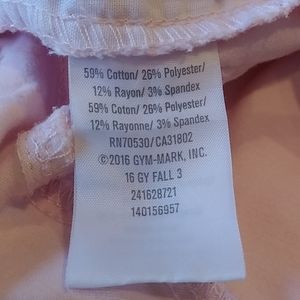 59% Cotton/ 26% Polyester/
12% Rayon/ 3% Spandex
59% Coton/ 26% Polyester/
12% Rayonne/ 3% Spandex
RN70530/CA31802
©2016 GYM-MARK, INC.
16 GY FALL 3
241628721
140156957